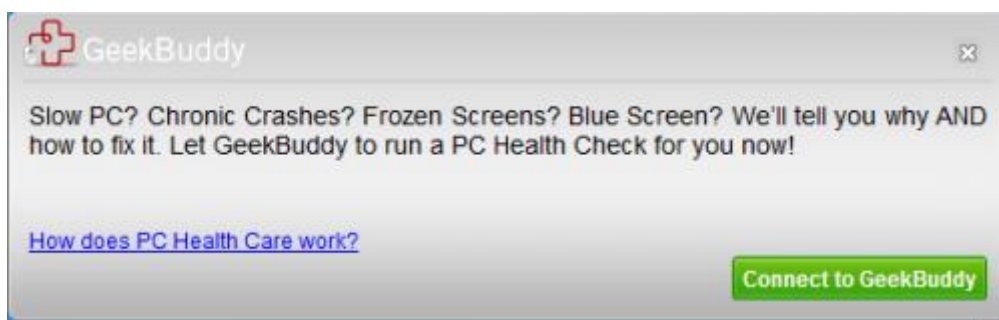 GeekBuddy
Slow PC? Chronic Crashes? Frozen Screens? Blue Screen? We'll tell you why AND
how to fix it. Let GeekBuddy to run a PC Health Check for you now!
How does PC Health Care work?
Connect to GeekBuddy